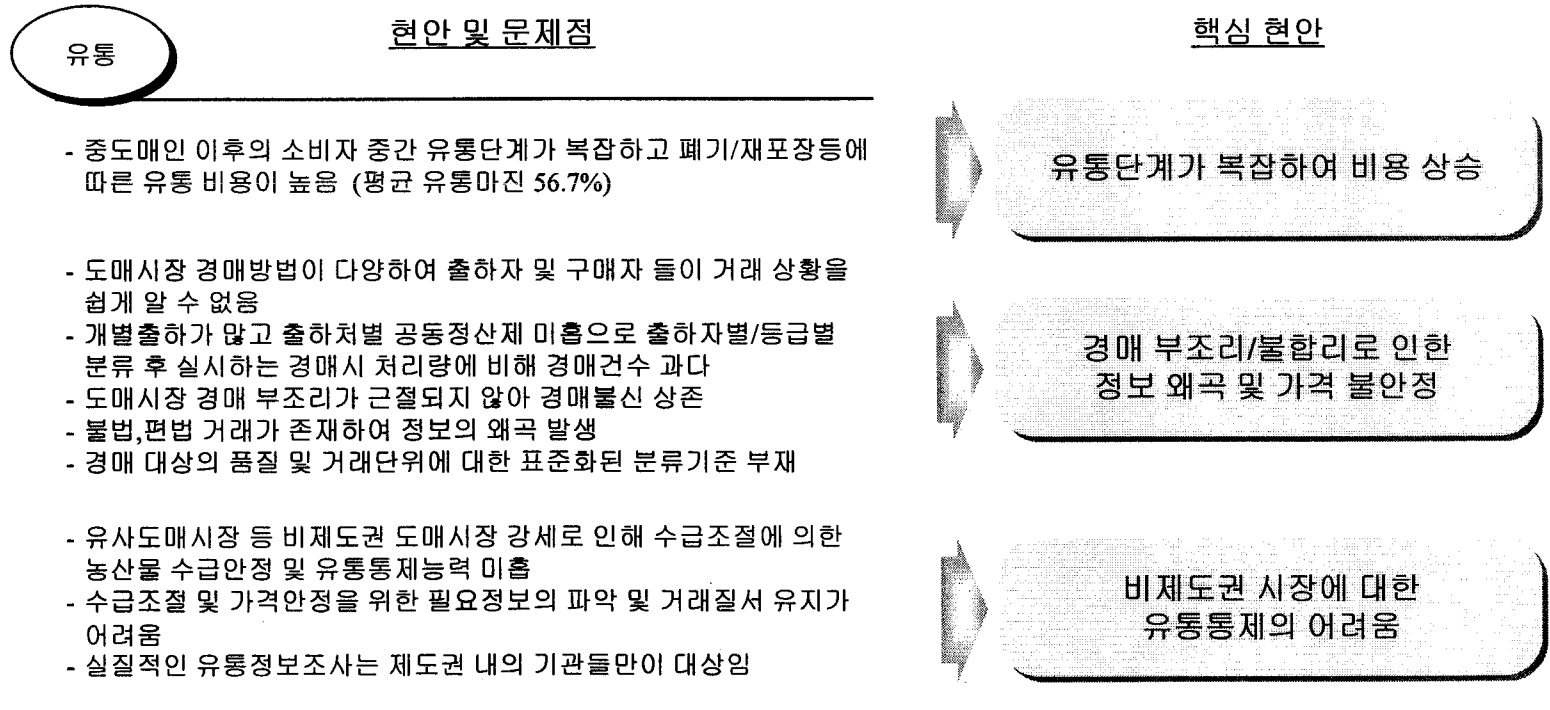 유통
현안 및 문제점
핵심 현안
- 중도매인 이후의 소비자 중간 유통단계가 복잡하고 폐기/재포장등에
따른 유통 비용이 높음 (평균 유통마진 56.7%)
유통단계가 복잡하여 비용 상승
- 도매시장 경매방법이 다양하여 출하자 및 구매자 들이 거래 상황을
쉽게 알 수 없음
- 개별출하가 많고 출하처별 공동정산제 미흡으로 출하자별/등급별
분류 후 실시하는 경매시 처리량에 비해 경매건수 과다
- 도매시장 경매 부조리가 근절되지 않아 경매불신 상존
- 불법,편법 거래가 존재하여 정보의 왜곡 발생
- 경매 대상의 품질 및 거래단위에 대한 표준화된 분류기준 부재
경매 부조리/불합리로 인한
정보 왜곡 및 가격 불안정
- 유사도매시장 등 비제도권 도매시장 강세로 인해 수급조절에 의한
농산물 수급안정 및 유통통제능력 미흡
- 수급조절 및 가격안정을 위한 필요정보의 파악 및 거래질서 유지가
어려움
- 실질적인 유통정보조사는 제도권 내의 기관들만이 대상임
비제도권 시장에 대한
유통통제의 어려움